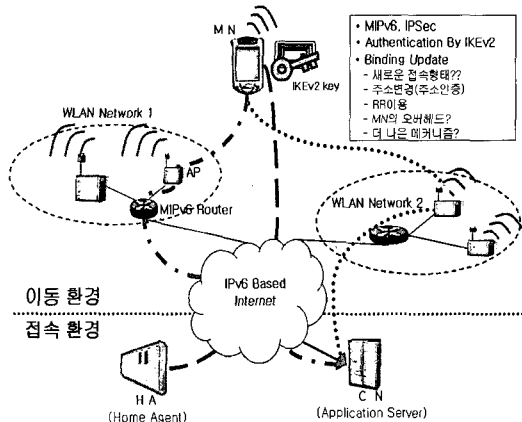 M N
IKEv2 key
• MIPv6, IPSec
• Authentication By IKEv2
• Binding Update
- 새로운 접속형태??
- 주소변경(주소인증)
- RR이용
- MN의 오버헤드?
- 더 나은 메커니즘?
WLAN Network 1
AP
MIPv6 Router
WLAN Network 2
IPv6 Based
Internet
이동 환경
접속 환경
H A
(Home Agent)
C N
(Application Server)